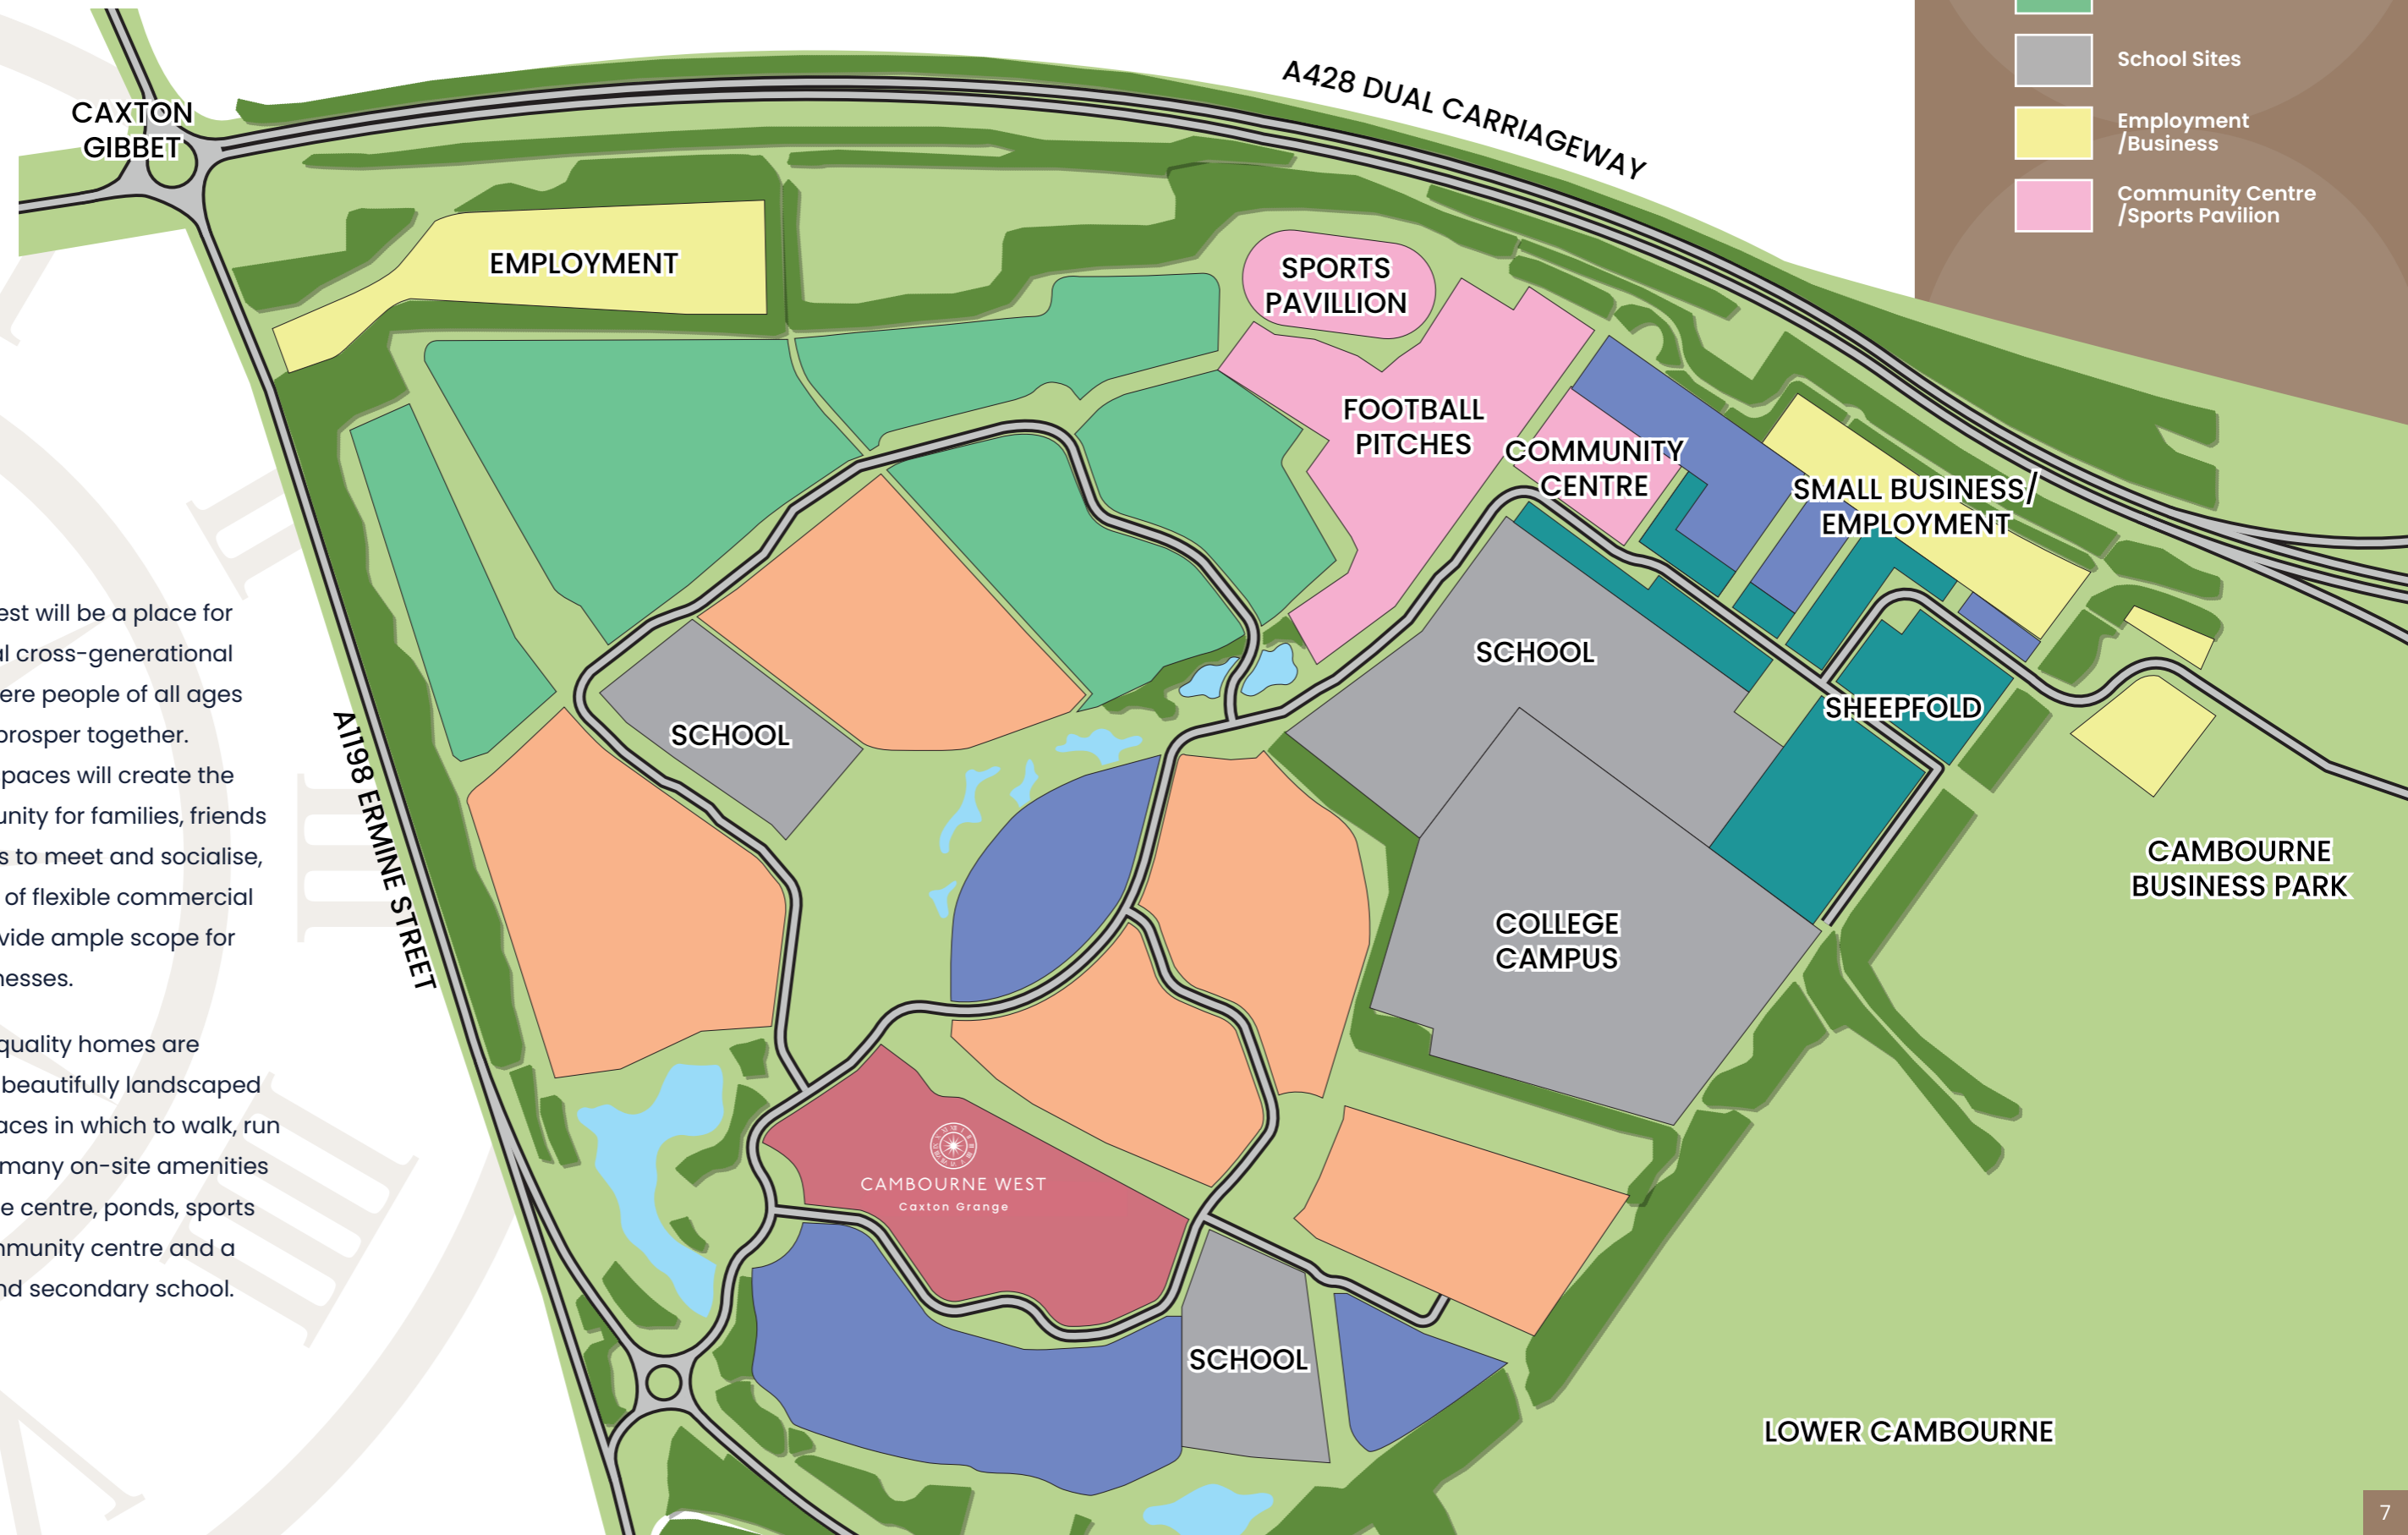 CAXTON
GIBBET
A428 DUAL CARRIAGEWAY
School Sites
Employment
/Business
Community Centre
/Sports Pavilion
EMPLOYMENT
SPORTS
PAVILLION
FOOTBALL
PITCHES
COMMUNITY
CENTRE
SMALL BUSINESS/
EMPLOYMENT
SCHOOL
SHEEPFOLD
SCHOOL
A1198 ERMINE STREET
COLLEGE
CAMPUS
CAMBOURNE
BUSINESS PARK
CAMBOURNE WEST
Caxton Grange
SCHOOL
LOWER CAMBOURNE
est will be a place for
al cross-generational
ere people of all ages
prosper together.
spaces will create the
unity for families, friends
s to meet and socialise,
of flexible commercial
vide ample scope for
nesses.
quality homes are
beautifully landscaped
aces in which to walk, run
many on-site amenities
e centre, ponds, sports
mmunity centre and a
nd secondary school.
7